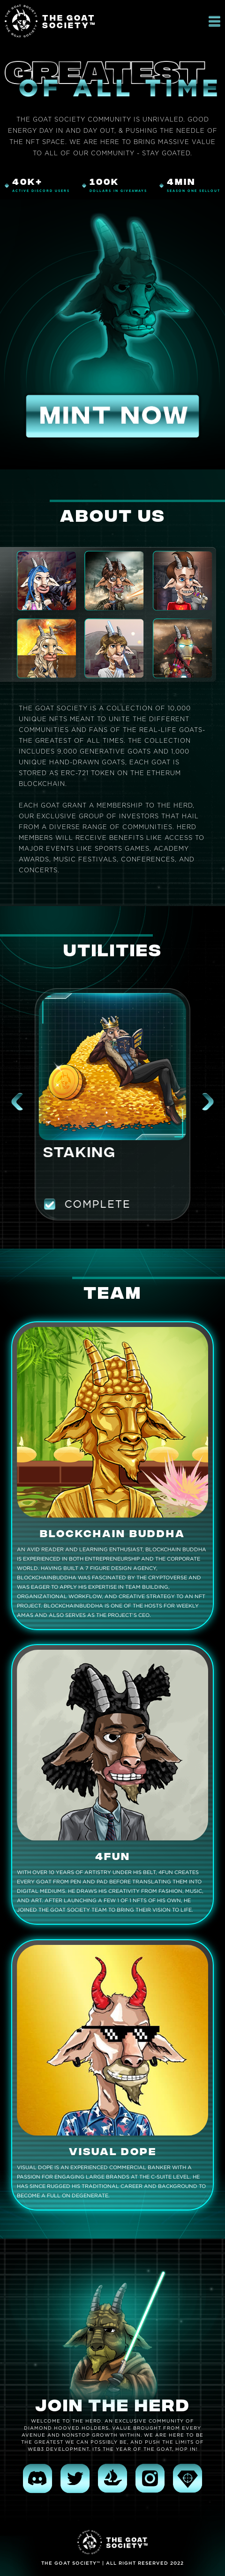 THE GOAT
SOCIETY™
GREATEST
OF ALL TIME
THE GOAT SOCIETY COMMUNITY IS UNRIVALED. GOOD
ENERGY DAY IN AND DAY OUT, & PUSHING THE NEEDLE OF
THE NFT SPACE. WE ARE HERE TO BRING MASSIVE VALUE
TO ALL OF OUR COMMUNITY - STAY GOATED.
40K+
ACTIVE DISCORD USERS
100K
DOLLARS IN GIVEAWAYS
4MIN
SEASON ONE SELLOUT
MINT NOW
ABOUT US
THE GOAT SOCIETY IS A COLLECTION OF 10,000
UNIQUE NFTS MEANT TO UNITE THE DIFFERENT
COMMUNITIES AND FANS OF THE REAL-LIFE GOATS-
THE GREATEST OF ALL TIMES. THE COLLECTION
INCLUDES 9,000 GENERATIVE GOATS AND 1,000
UNIQUE HAND-DRAWN GOATS, EACH GOAT IS
STORED AS ERC-721 TOKEN ON THE ETHERUM
BLOCKCHAIN.
EACH GOAT GRANT A MEMBERSHIP TO THE HERD,
OUR EXCLUSIVE GROUP OF INVESTORS THAT HAIL
FROM A DIVERSE RANGE OF COMMUNITIES. HERD
MEMBERS WILL RECEIVE BENEFITS LIKE ACCESS TO
MAJOR EVENTS LIKE SPORTS GAMES, ACADEMY
AWARDS, MUSIC FESTIVALS, CONFERENCES, AND
CONCERTS.
UTILITIES
STAKING
COMPLETE
TEAM
BLOCKCHAIN BUDDHA
AN AVID READER AND LEARNING ENTHUSIAST, BLOCKCHAIN BUDDHA
IS EXPERIENCED IN BOTH ENTREPRENEURSHIP AND THE CORPORATE
WORLD. HAVING BUILT A 7 FIGURE DESIGN AGENCY,
BLOCKCHAINBUDDHA WAS FASCINATED BY THE CRYPTOVERSE AND
WAS EAGER TO APPLY HIS EXPERTISE IN TEAM BUILDING,
ORGANIZATIONAL WORKFLOW, AND CREATIVE STRATEGY TO AN NFT
PROJECT. BLOCKCHAINBUDDHA IS ONE OF THE HOSTS FOR WEEKLY
AMAS AND ALSO SERVES AS THE PROJECT'S CEO.
4FUN
WITH OVER 10 YEARS OF ARTISTRY UNDER HIS BELT, 4FUN CREATES
EVERY GOAT FROM PEN AND PAD BEFORE TRANSLATING THEM INTO
DIGITAL MEDIUMS. HE DRAWS HIS CREATIVITY FROM FASHION, MUSIC,
AND ART. AFTER LAUNCHING A FEW 1 OF 1 NFTS OF HIS OWN, HE
JOINED THE GOAT SOCIETY TEAM TO BRING THEIR VISION TO LIFE.
VISUAL DOPE
VISUAL DOPE IS AN EXPERIENCED COMMERCIAL BANKER WITH A
PASSION FOR ENGAGING LARGE BRANDS AT THE C-SUITE LEVEL. HE
HAS SINCE RUGGED HIS TRADITIONAL CAREER AND BACKGROUND TO
BECOME A FULL ON DEGENERATE.
JOIN THE HERD
WELCOME TO THE HERD. AN EXCLUSIVE COMMUNITY OF
DIAMOND HOOVED HOLDERS. VALUE BROUGHT FROM EVERY
AVENUE AND NONSTOP GROWTH WITHIN. WE ARE HERE TO BE
THE GREATEST WE CAN POSSIBLY BE, AND PUSH THE LIMITS OF
WEB3 DEVELOPMENT. ITS THE YEAR OF THE GOAT, HOP IN!
THE GOAT
SOCIETY™
THE GOAT SOCIETY™ | ALL RIGHT RESERVED 2022